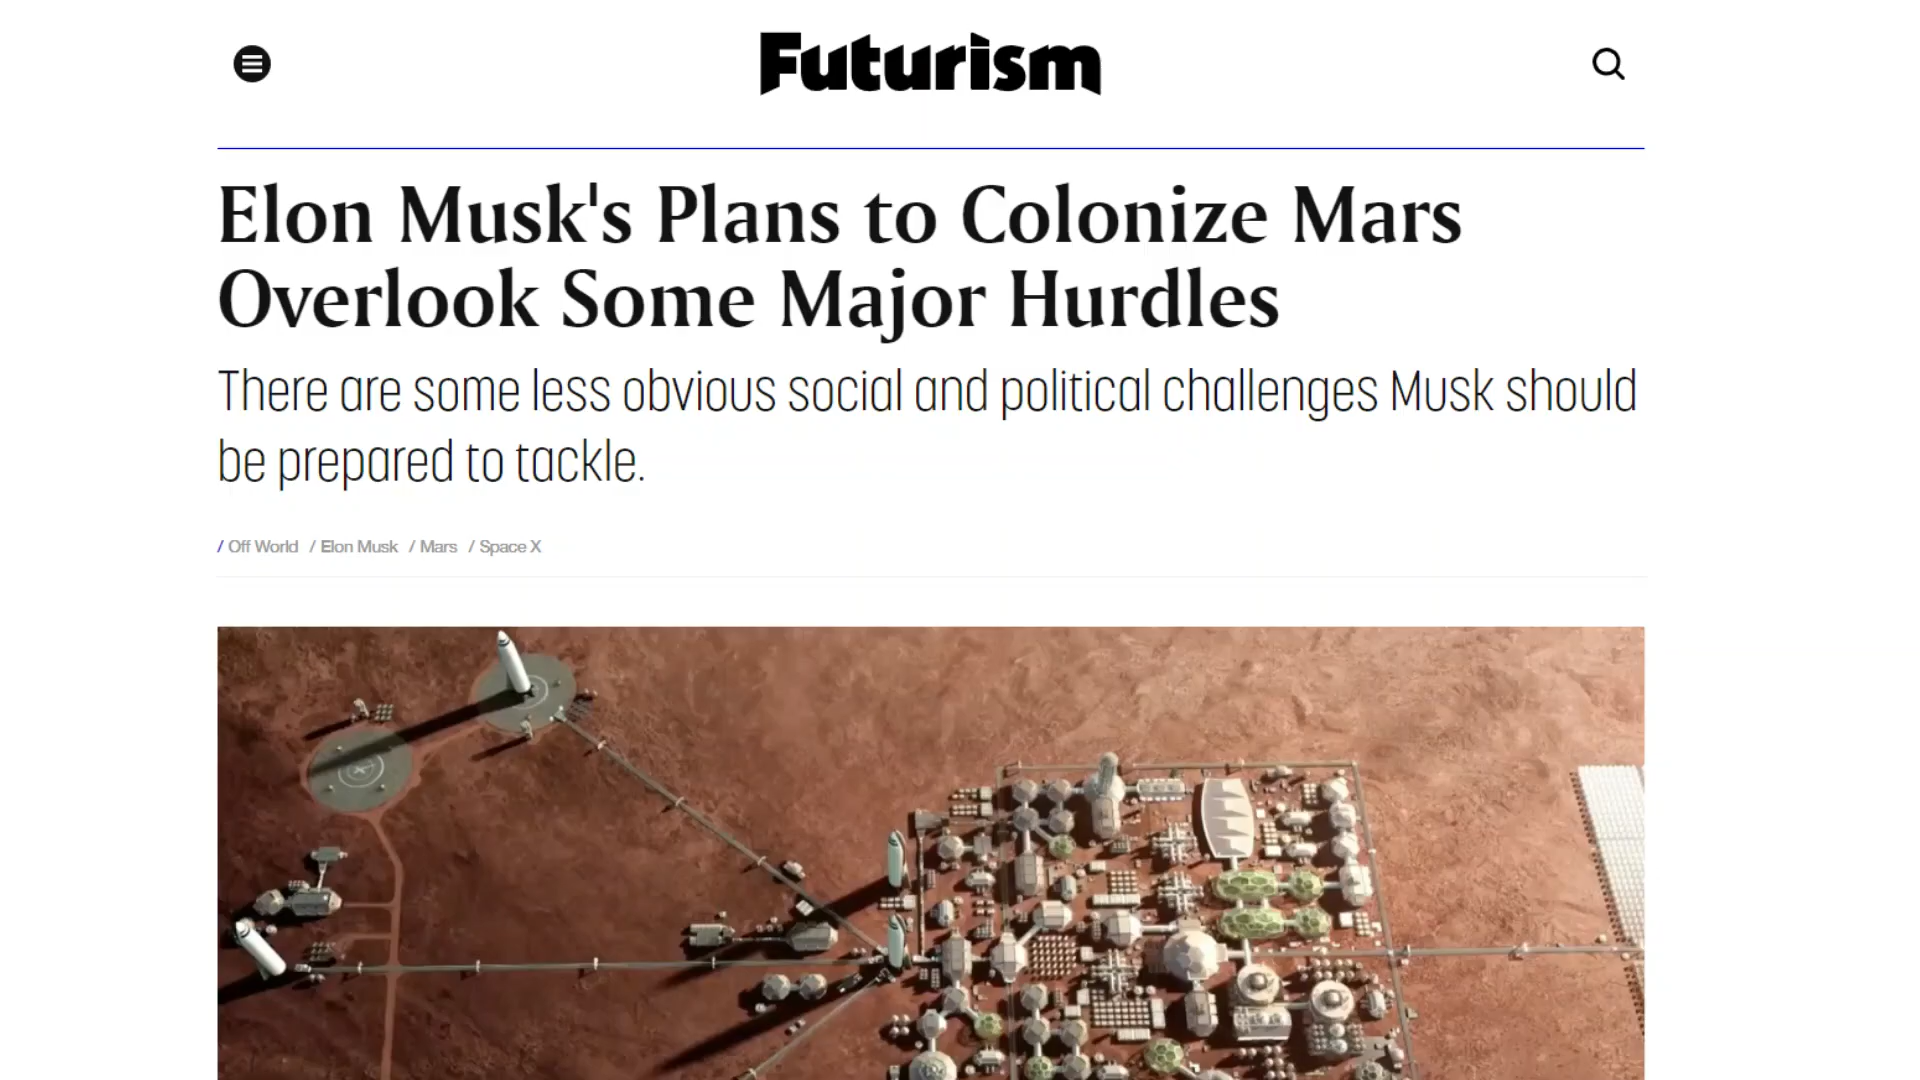 Futurism
Elon Musk's Plans to Colonize Mars
Overlook Some Major Hurdles
There are some less obvious social and political challenges Musk should
be prepared to tackle.
/ Off World / Elon Musk / Mars / Space X